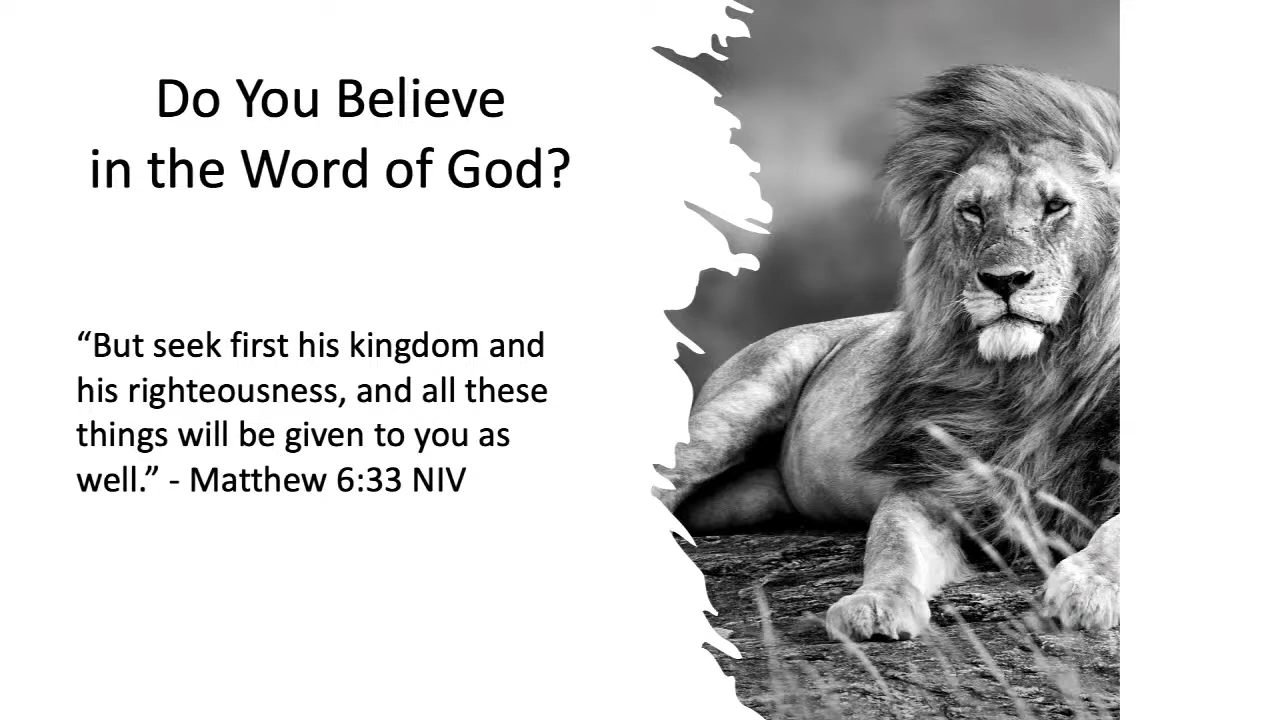 Do You Believe
in the Word of God?
“But seek first his kingdom and
his righteousness, and all these
things will be given to you as
well.” - Matthew 6:33 NIV